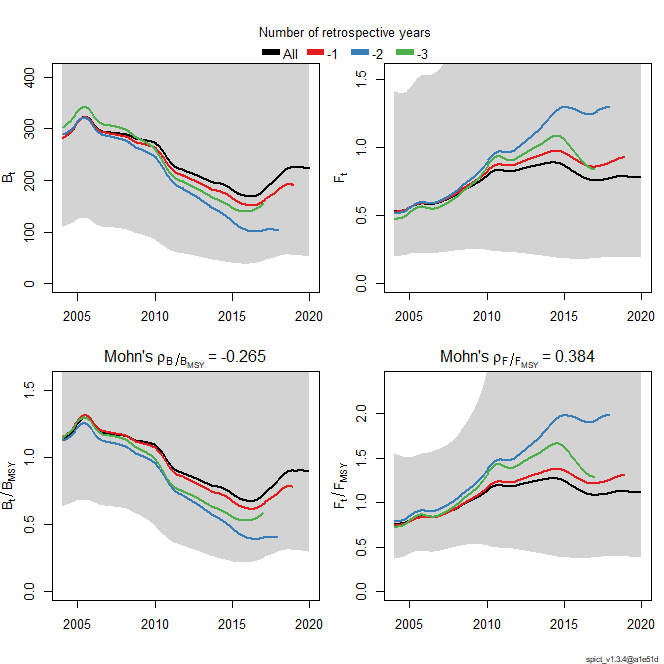 Number of retrospective years
All -1 -2 -3
400
300
200
100
0
Bt
2005 2010 2015 2020
1.5
1.0
0.5
0.0
Ft
2005 2010 2015 2020
Mohn's ρB/BMSY = -0.265
1.5
1.0
0.5
0.0
Bt/BMSY
2005 2010 2015 2020
Mohn's ρF/FMSY = 0.384
2.0
1.5
1.0
0.5
0.0
Ft/FMSY
2005 2010 2015 2020
spict_v1.3.4@a1e51d